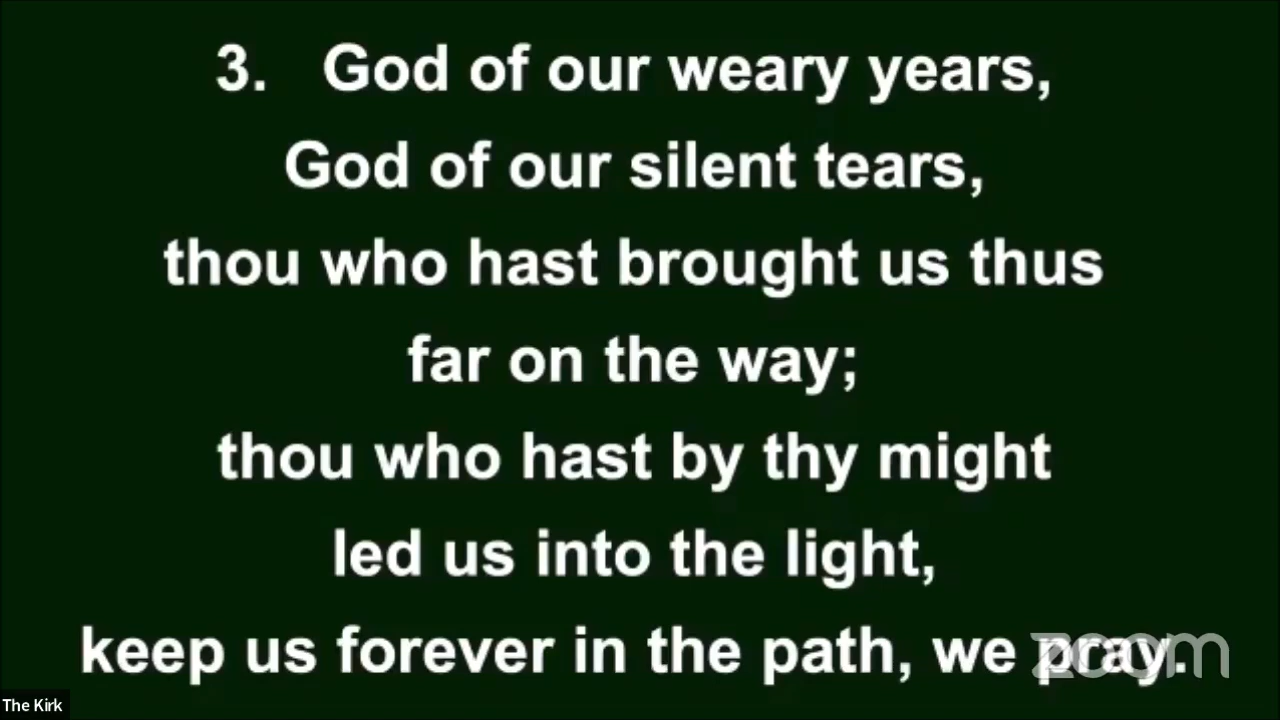 3. God of our weary years,
God of our silent tears,
thou who hast brought us thus
far on the way;
thou who hast by thy might
led us into the light,
keep us forever in the path, we pray.
zoom
The Kirk